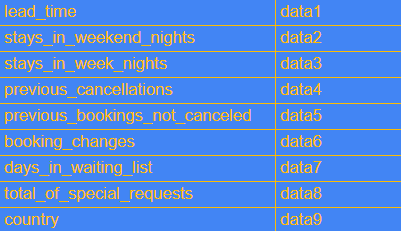 lead_time data1
stays_in_weekend_nights data2
stays_in_week_nights data3
previous_cancellations data4
previous_bookings_not_canceled data5
booking_changes data6
days_in_waiting_list data7
total_of_special_requests data8
country data9